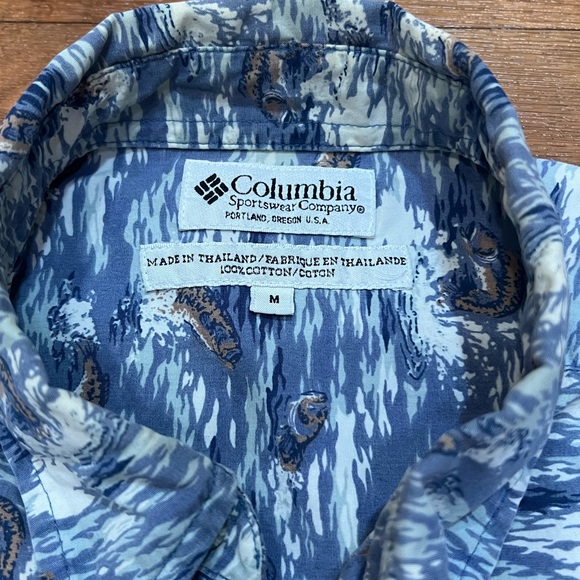 Columbia
Sportswear Company®
PORTLAND, OREGON U.S.A.
MADE IN THAILAND/FABRIQUE EN THAILANDE
100% COTTON/COTON
M